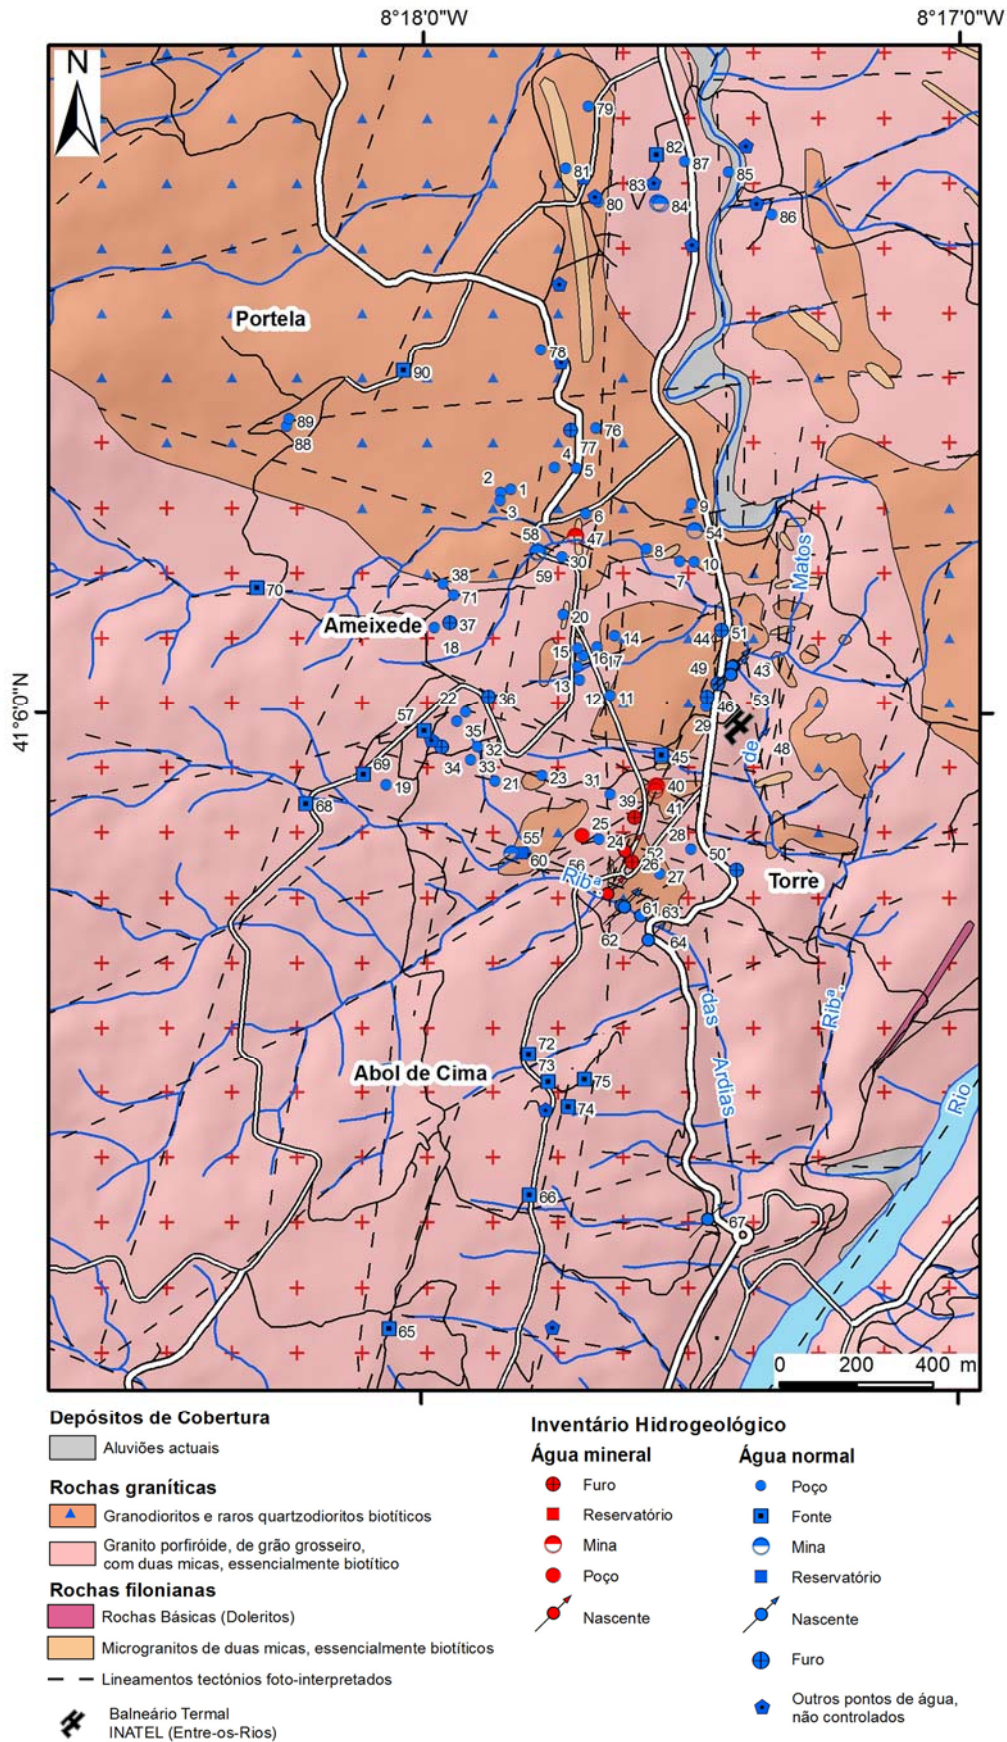 8°18'0"W
8°17'0"W
N
79
82
87
81
85
83
80
84
86
Portela
78
90
89
88
76
77
4
5
2
1
3
9
6
58
47
54
8
30
59
10
7
Matos
38
70
71
20
Ameixede
37
14
44
51
18
15
16
17
49
43
41°6'0"N
13
12
11
53
22
36
46
57
29
de
35
32
45
48
69
34
33
23
31
40
19
21
68
39
41
25
28
55
24
52
50
60
56
26
27
Torre
Ribª.
61
63
62
64
das
Ribª.
72
Abol de Cima
73
75
Ardias
Rio
74
66
67
65
0 200 400 m
Depósitos de Cobertura
Aluviões actuais
Rochas graníticas
Granodioritos e raros quartzodioritos biotíticos
Granito porfiróide, de grão grosseiro,
com duas micas, essencialmente biotítico
Rochas filonianas
Rochas Básicas (Doleritos)
Microgranitos de duas micas, essencialmente biotíticos
Lineamentos tectónios foto-interpretados
Balneário Termal
INATEL (Entre-os-Rios)
Inventário Hidrogeológico
Água mineral
Furo
Reservatório
Mina
Poço
Nascente
Água normal
Poço
Fonte
Mina
Reservatório
Nascente
Furo
Outros pontos de água,
não controlados